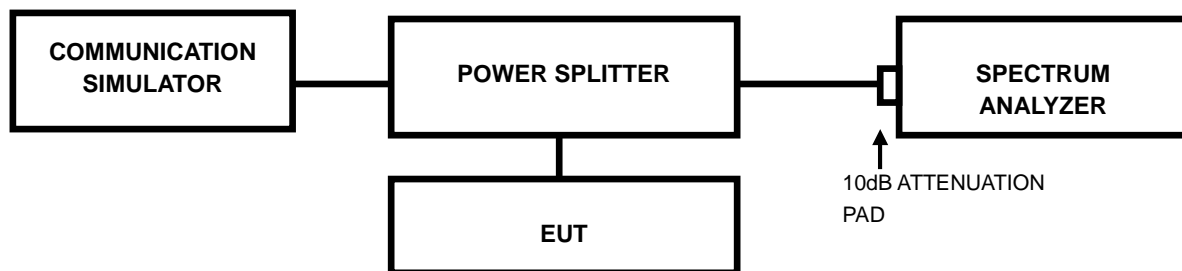 COMMUNICATION
SIMULATOR
POWER SPLITTER
SPECTRUM
ANALYZER
10dB ATTENUATION
PAD
EUT